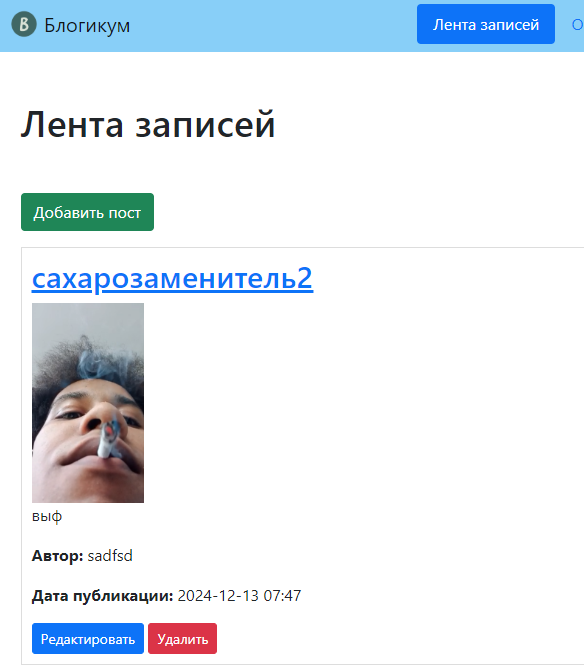 B Блогикум
Лента записей
О
Лента записей
Добавить пост
сахарозаменитель2
выф
Автор: sadfsd
Дата публикации: 2024-12-13 07:47
Редактировать Удалить